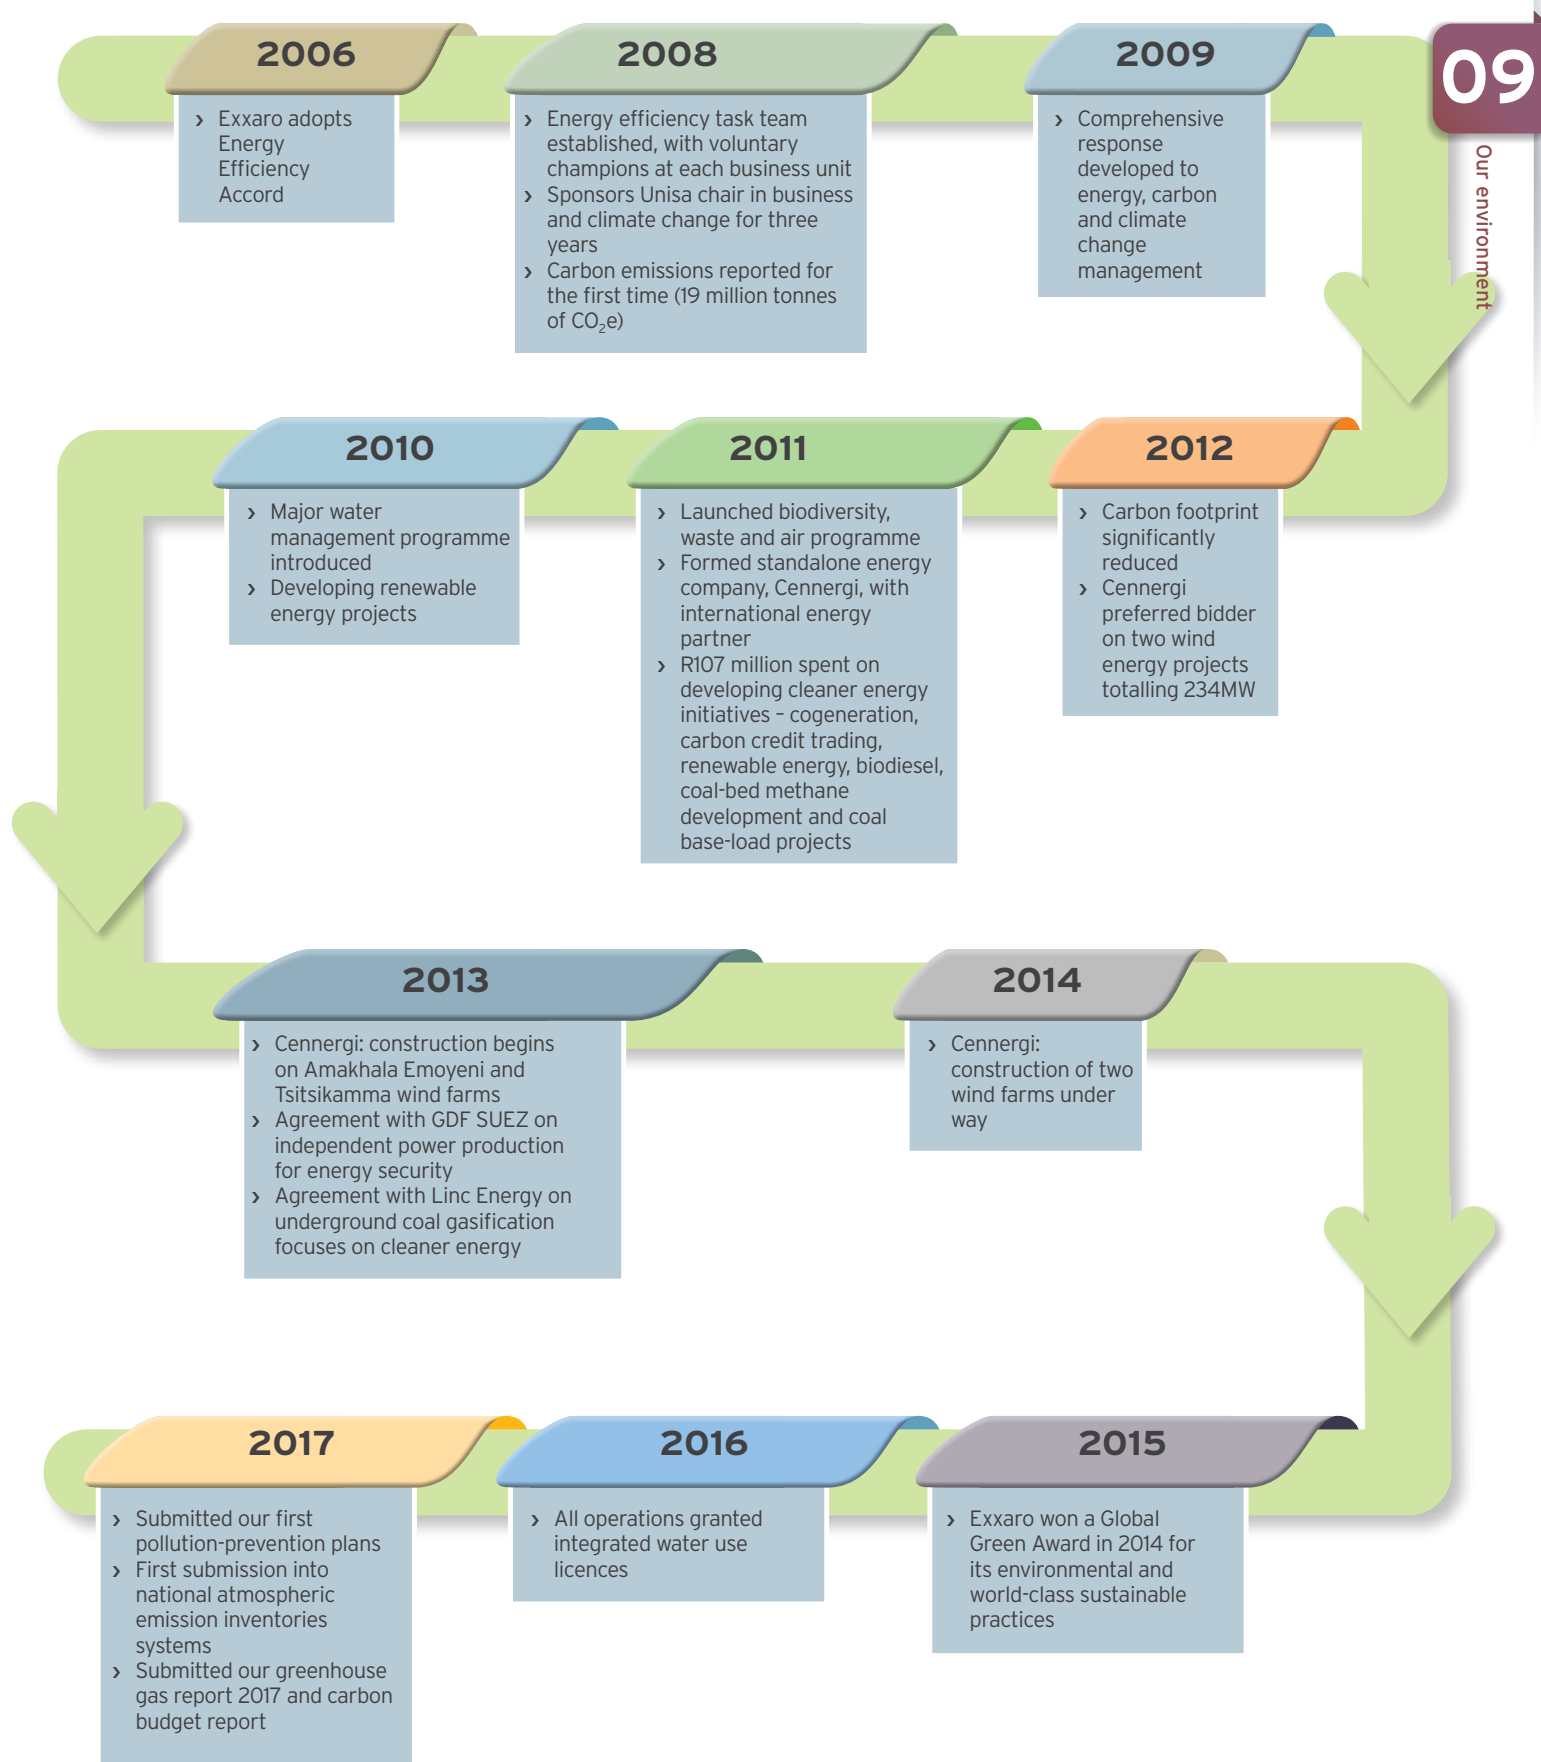 2006
› Exxaro adopts
Energy
Efficiency
Accord
2008
› Energy efficiency task team
established, with voluntary
champions at each business unit
› Sponsors Unisa chair in business
and climate change for three
years
› Carbon emissions reported for
the first time (19 million tonnes
of CO₂e)
2009
› Comprehensive
response
developed to
energy, carbon
and climate
change
management
09
Our environment
2010
› Major water
management programme
introduced
› Developing renewable
energy projects
2011
› Launched biodiversity,
waste and air programme
› Formed standalone energy
company, Cennergi, with
international energy
partner
› R107 million spent on
developing cleaner energy
initiatives – cogeneration,
carbon credit trading,
renewable energy, biodiesel,
coal-bed methane
development and coal
base-load projects
2012
› Carbon footprint
significantly
reduced
› Cennergi
preferred bidder
on two wind
energy projects
totalling 234MW
2013
› Cennergi: construction begins
on Amakhala Emoyeni and
Tsitsikamma wind farms
› Agreement with GDF SUEZ on
independent power production
for energy security
› Agreement with Linc Energy on
underground coal gasification
focuses on cleaner energy
2014
› Cennergi:
construction of two
wind farms under
way
2017
› Submitted our first
pollution-prevention plans
› First submission into
national atmospheric
emission inventories
systems
› Submitted our greenhouse
gas report 2017 and carbon
budget report
2016
› All operations granted
integrated water use
licences
2015
› Exxaro won a Global
Green Award in 2014 for
its environmental and
world-class sustainable
practices